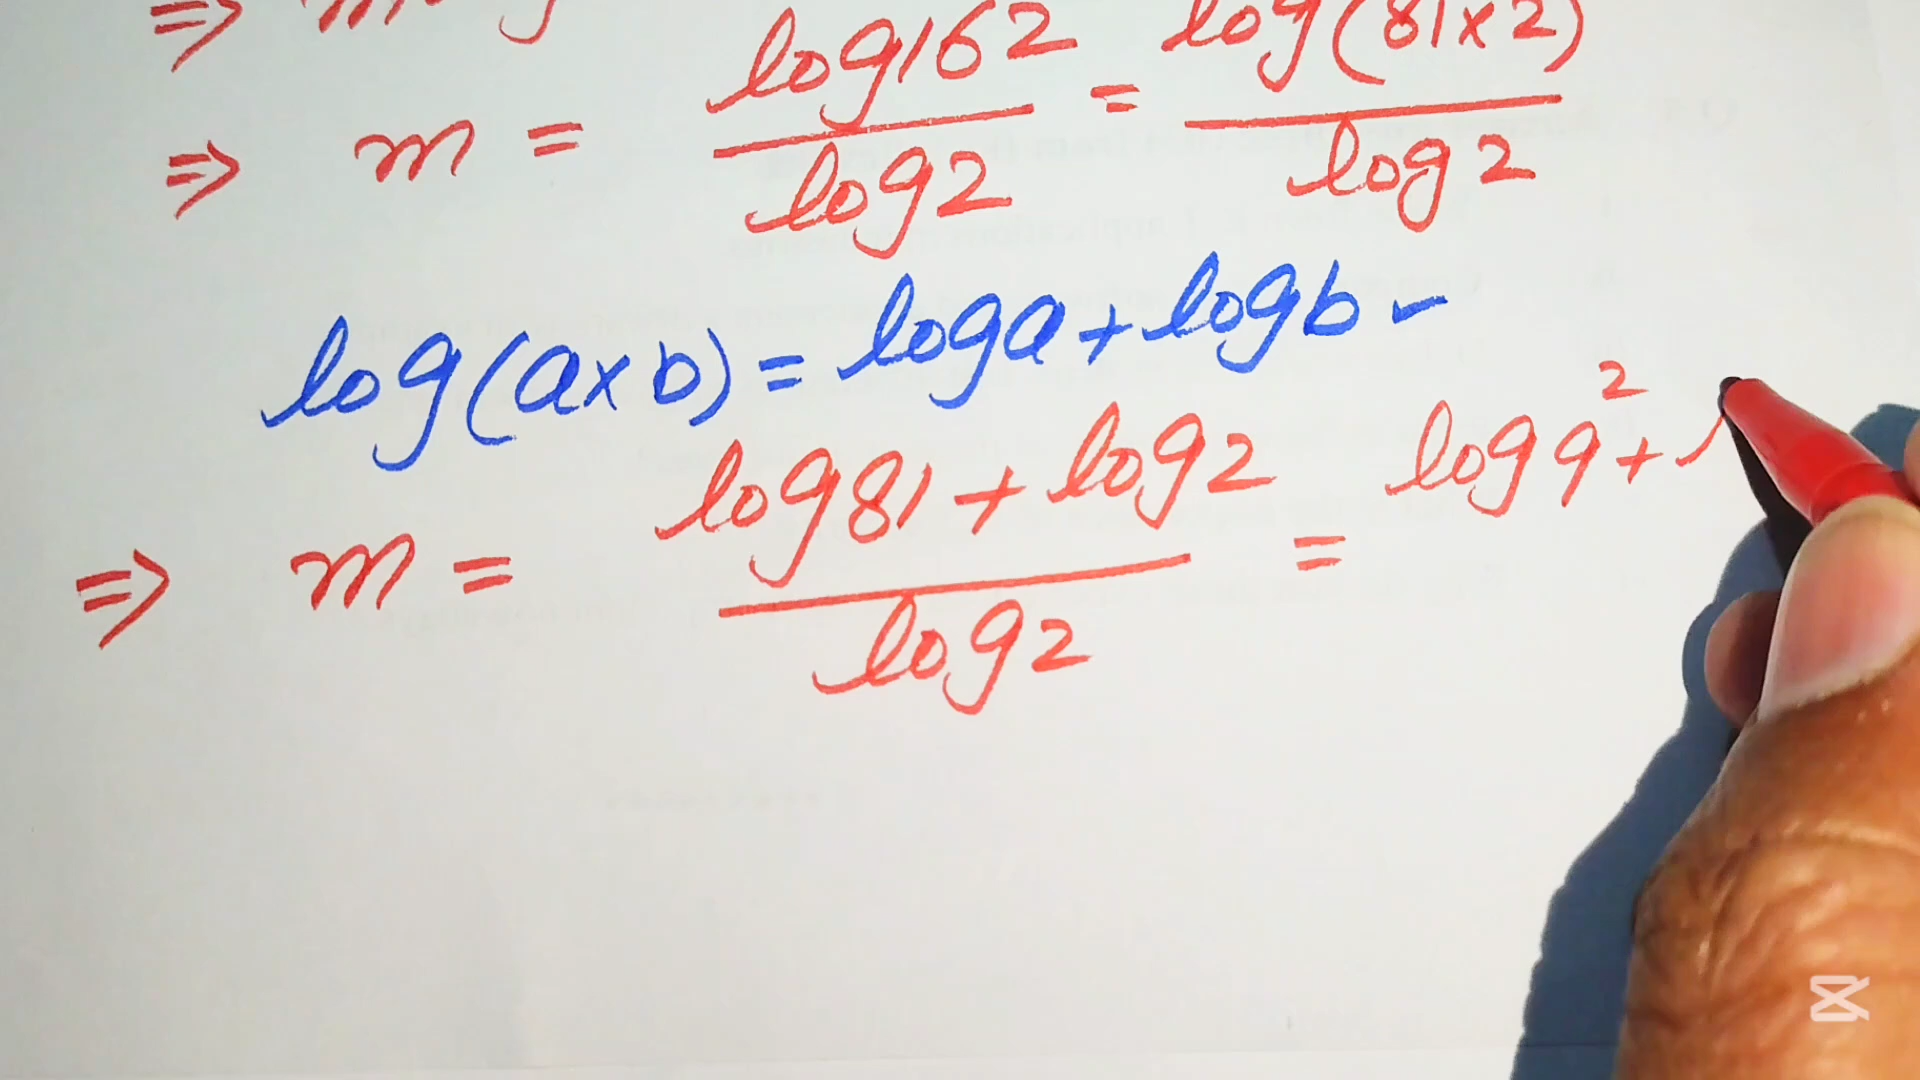 ⇒ m
⇒ m = log162 / log2 = log(81×2) / log2
log(a×b) = loga + logb -
⇒ m = log81 + log2 / log2 = log9² +